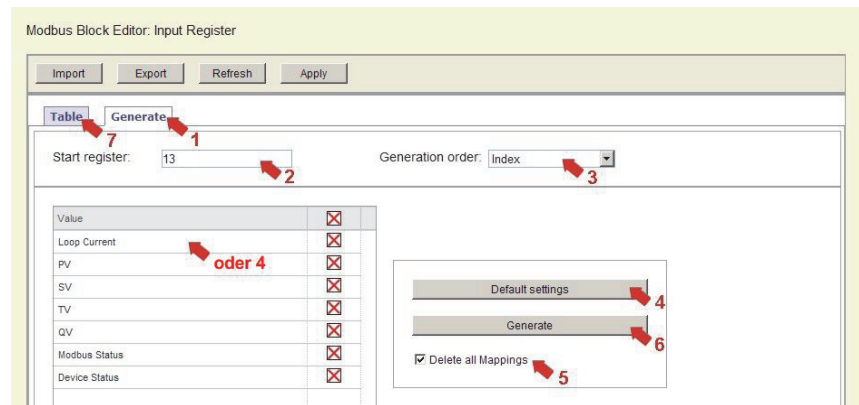 Modbus Block Editor: Input Register
Import Export Refresh Apply
Table Generate
7 1
Start register: 13 2 Generation order: Index 3
Value
Loop Current
PV oder 4
SV
TV
QV
Modbus Status
Device Status
Default settings 4
Generate 6
Delete all Mappings 5